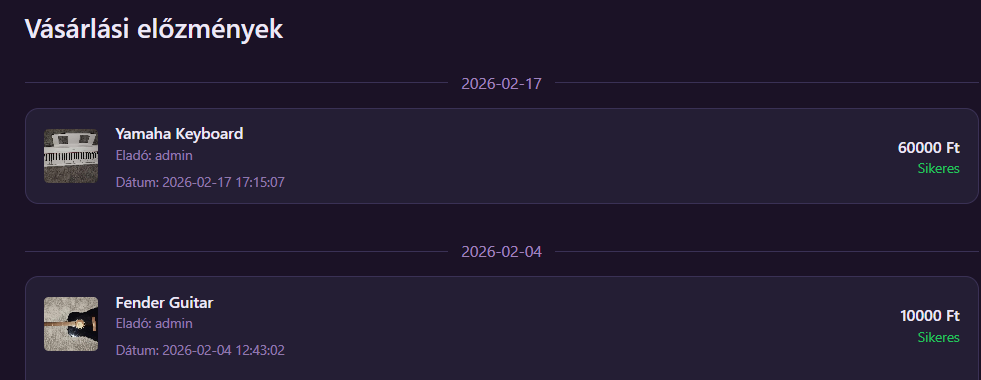 Vásárlási előzmények
2026-02-17
Yamaha Keyboard
Eladó: admin
Dátum: 2026-02-17 17:15:07
60000 Ft
Sikeres
2026-02-04
Fender Guitar
Eladó: admin
Dátum: 2026-02-04 12:43:02
10000 Ft
Sikeres